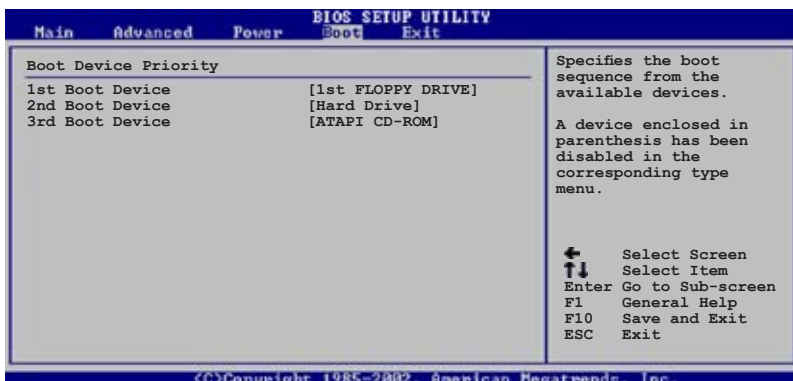 BIOS SETUP UTILITY
Main Advanced Power Boot Exit
Boot Device Priority
1st Boot Device [1st FLOPPY DRIVE]
2nd Boot Device [Hard Drive]
3rd Boot Device [ATAPI CD-ROM]
Specifies the boot
sequence from the
available devices.
A device enclosed in
parenthesis has been
disabled in the
corresponding type
menu.
← Select Screen
↑↓ Select Item
Enter Go to Sub-screen
F1 General Help
F10 Save and Exit
ESC Exit
(C)Copyright 1985-2002, American Megatrends, Inc.